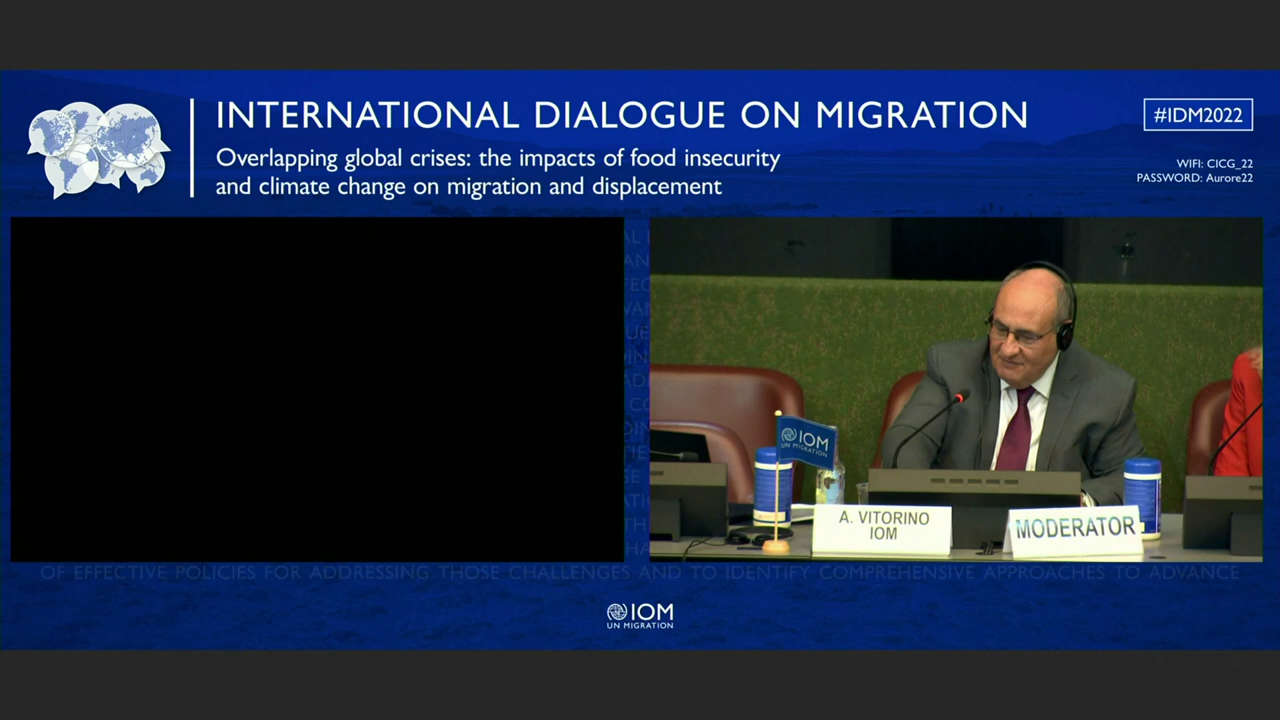 INTERNATIONAL DIALOGUE ON MIGRATION
Overlapping global crises: the impacts of food insecurity
and climate change on migration and displacement
#IDM2022
WIFI: CICG_22
PASSWORD: Aurore22
IOM
UN MIGRATION
A. VITORINO
IOM
MODERATOR
OF EFFECTIVE POLICIES FOR ADDRESSING THOSE CHALLENGES AND TO IDENTIFY COMPREHENSIVE APPROACHES TO ADVANCE
IOM
UN MIGRATION